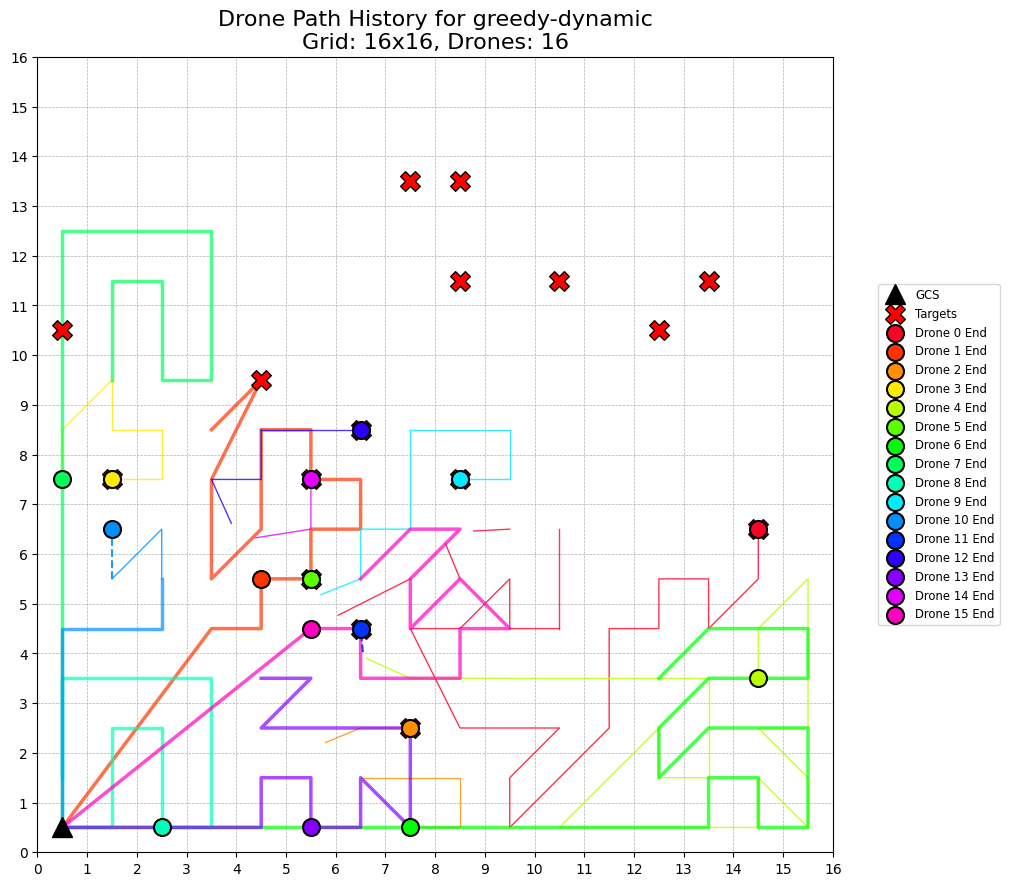 Drone Path History for greedy-dynamic
Grid: 16x16, Drones: 16
16
15
14
13
12
11
10
9
8
7
6
5
4
3
2
1
0
0 1 2 3 4 5 6 7 8 9 10 11 12 13 14 15 16
GCS
Targets
Drone 0 End
Drone 1 End
Drone 2 End
Drone 3 End
Drone 4 End
Drone 5 End
Drone 6 End
Drone 7 End
Drone 8 End
Drone 9 End
Drone 10 End
Drone 11 End
Drone 12 End
Drone 13 End
Drone 14 End
Drone 15 End